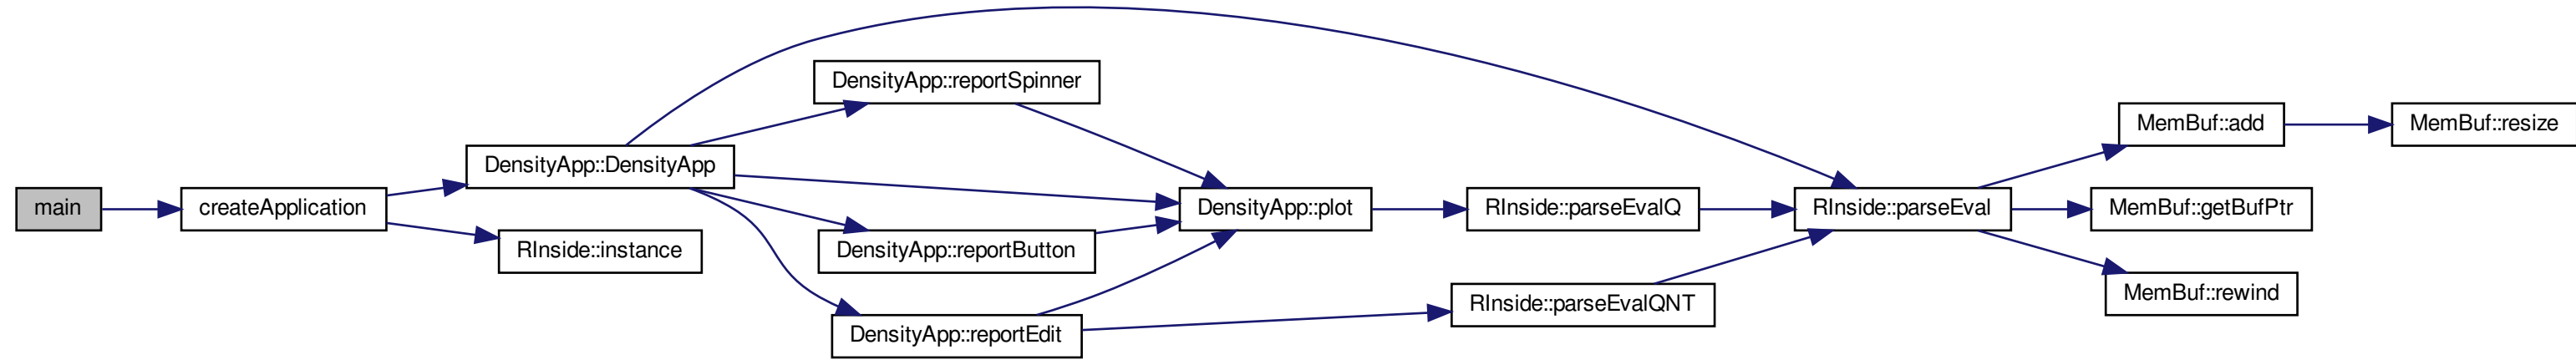 main
createApplication
DensityApp::DensityApp
RInside::instance
DensityApp::reportSpinner
DensityApp::reportButton
DensityApp::reportEdit
DensityApp::plot
RInside::parseEvalQ
RInside::parseEvalQNT
RInside::parseEval
MemBuf::add
MemBuf::getBufPtr
MemBuf::rewind
MemBuf::resize